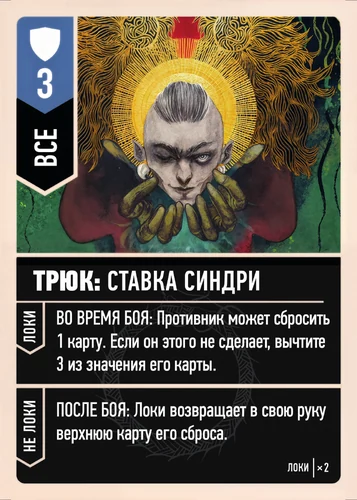 3
ВСЕ
ТРЮК: СТАВКА СИНДРИ
ЛОКИ
ВО ВРЕМЯ БОЯ: Противник может сбросить
1 карту. Если он этого не сделает, вычтите
3 из значения его карты.
НЕ ЛОКИ
ПОСЛЕ БОЯ: Локи возвращает в свою руку
верхнюю карту его сброса.
ЛОКИ | ×2